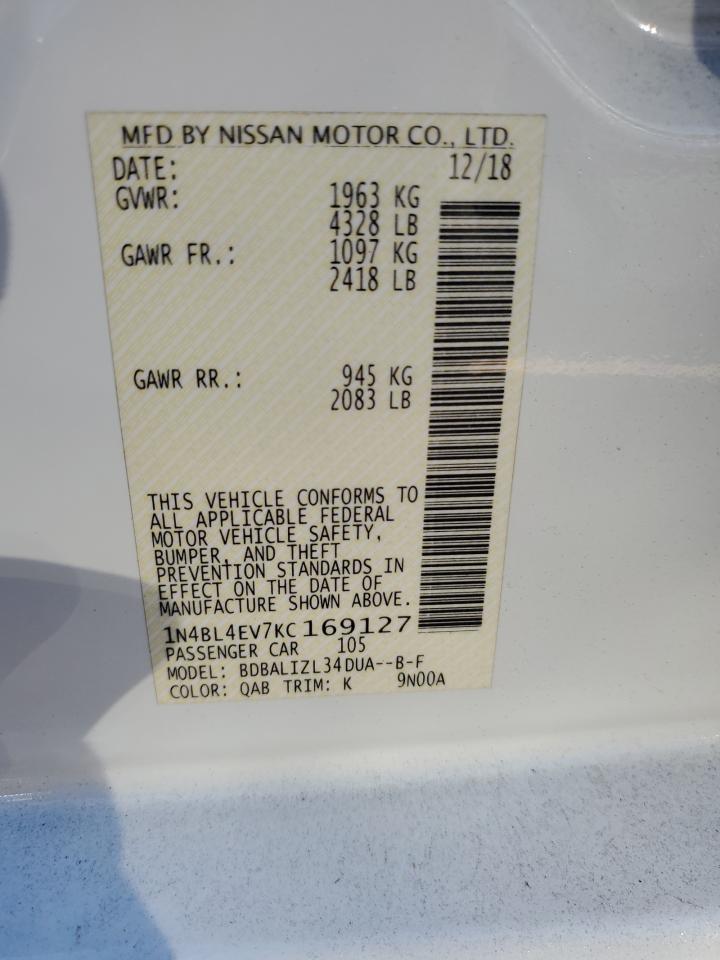 MFD BY NISSAN MOTOR CO., LTD.
DATE: 12/18
GVWR: 1963 KG
4328 LB
GAWR FR.: 1097 KG
2418 LB
GAWR RR.: 945 KG
2083 LB
THIS VEHICLE CONFORMS TO
ALL APPLICABLE FEDERAL
MOTOR VEHICLE SAFETY,
BUMPER, AND THEFT
PREVENTION STANDARDS IN
EFFECT ON THE DATE OF
MANUFACTURE SHOWN ABOVE.
1N4BL4EV7KC169127
PASSENGER CAR 105
MODEL: BDBALIZL34DUA--B-F
COLOR: QAB TRIM: K 9N00A